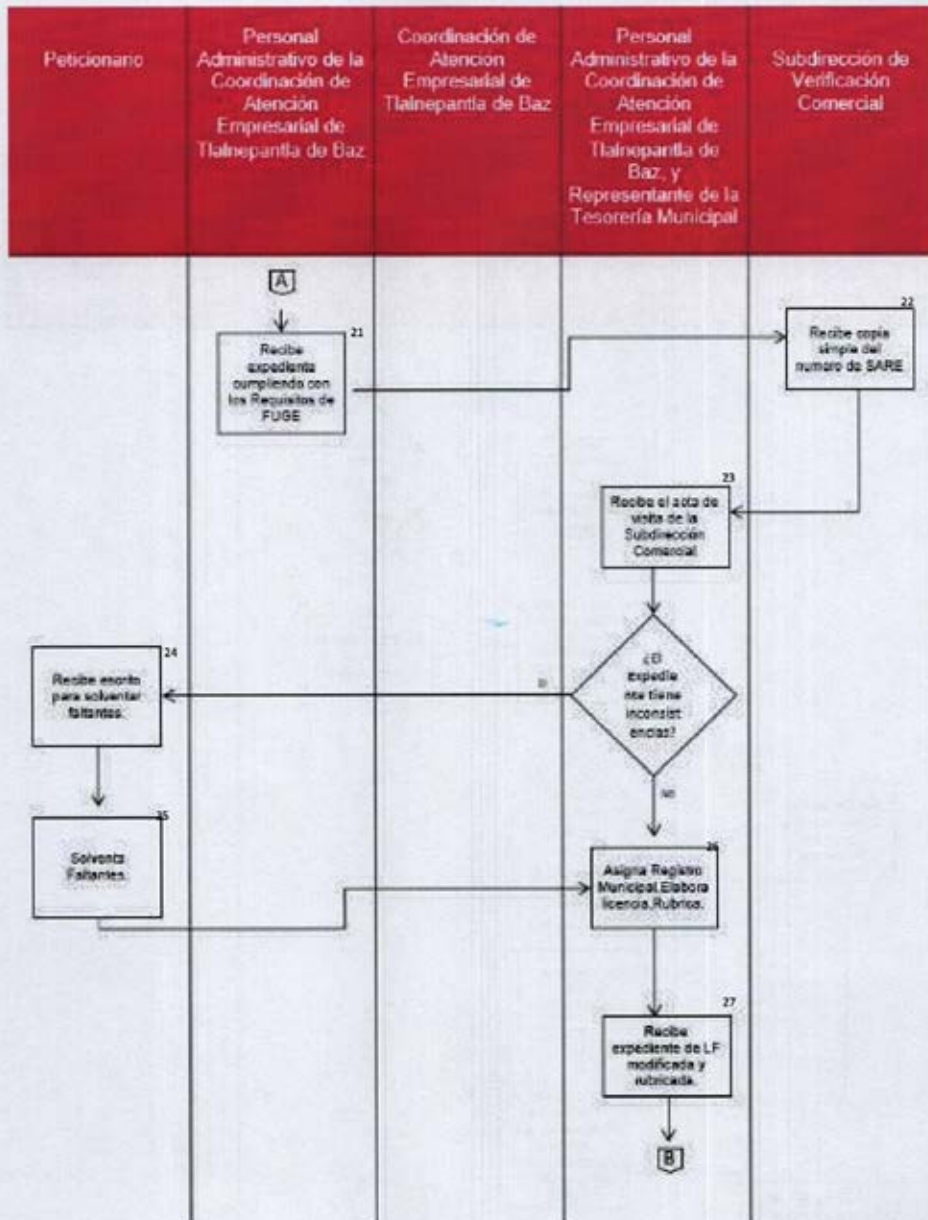 Peticionario
Personal
Administrativo de la
Coordinación de
Atención
Empresarial de
Tlalnepantla de Baz
Coordinación de
Atención
Empresarial de
Tlalnepantla de Baz
Personal
Administrativo de la
Coordinación de
Atención
Empresarial de
Tlalnepantla de
Baz, y
Representante de la
Tesorería Municipal
Subdirección de
Verificación
Comercial
A
21
Recibe
expediente
cumpliendo con
los Requisitos de
FUGE
22
Recibe copia
simple del
numero de SARE
23
Recibe el acta de
visita de la
Subdirección
Comercial
¿El
expedie
nte tiene
inconsist
encias?
SI
NO
24
Recibe escrito
para solventar
faltantes.
25
Solventa
Faltantes.
26
Asigna Registro
Municipal,Elabora
licencia,Rubrica.
27
Recibe
expediente de LF
modificada y
rubricada.
B